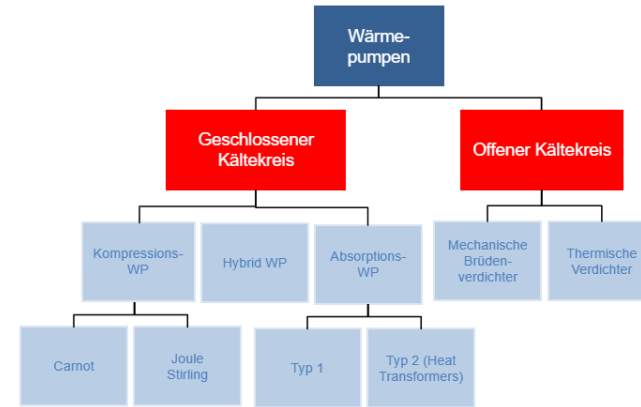 Wärme-
pumpen
Geschlossener
Kältekreis
Offener Kältekreis
Kompressions-
WP
Hybrid WP
Absorptions-
WP
Mechanische
Brüden-
verdichter
Thermische
Verdichter
Carnot
Joule
Stirling
Typ 1
Typ 2 (Heat
Transformers)